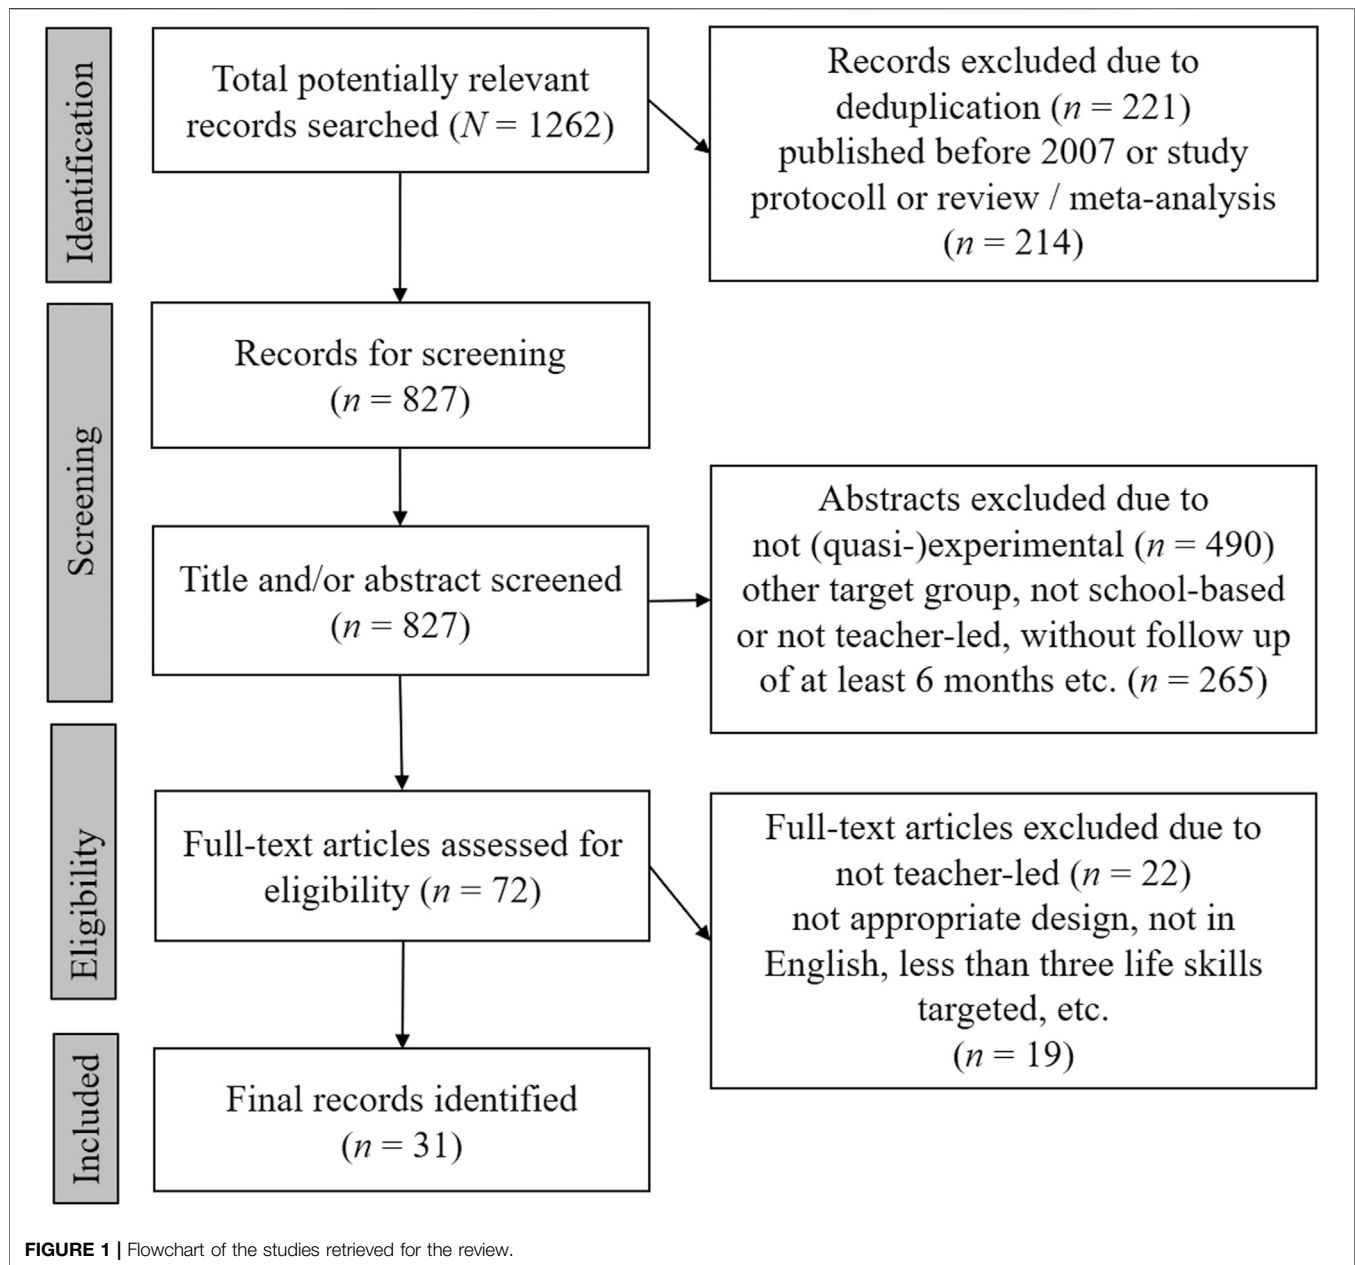 Identification
Total potentially relevant
records searched (N = 1262)
Records excluded due to
deduplication (n = 221)
published before 2007 or study
protocoll or review / meta-analysis
(n = 214)
Screening
Records for screening
(n = 827)
Title and/or abstract screened
(n = 827)
Abstracts excluded due to
not (quasi-)experimental (n = 490)
other target group, not school-based
or not teacher-led, without follow up
of at least 6 months etc. (n = 265)
Eligibility
Full-text articles assessed for
eligibility (n = 72)
Full-text articles excluded due to
not teacher-led (n = 22)
not appropriate design, not in
English, less than three life skills
targeted, etc.
(n = 19)
Included
Final records identified
(n = 31)
FIGURE 1 | Flowchart of the studies retrieved for the review.